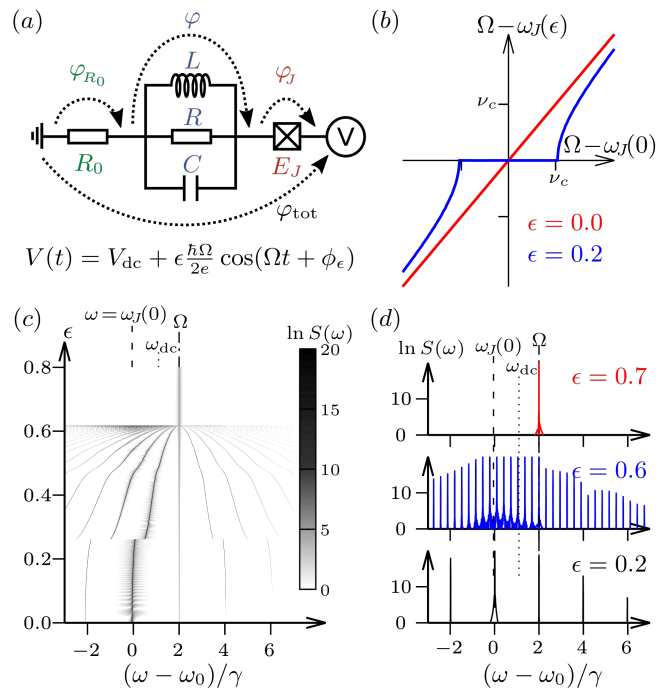 (a)
φ
L
φ_{R_0}
R
φ_J
V
R_0
C
E_J
φ_tot
V(t) = V_dc + ϵ ℏΩ/2e cos(Ωt + ϕ_ϵ)
(b)
Ω−ω_J(ϵ)
ν_c
Ω−ω_J(0)
ν_c
ϵ = 0.0
ϵ = 0.2
(c)
ϵ
ω=ω_J(0)
ω_dc
Ω
ln S(ω)
0.8
0.6
0.4
0.2
0.0
20
15
10
5
0
−2 0 2 4 6
(ω − ω_0)/γ
(d)
ln S(ω)
ω_J(0)
ω_dc
Ω
ϵ = 0.7
10
0
ϵ = 0.6
10
0
ϵ = 0.2
10
0
−2 0 2 4 6
(ω − ω_0)/γ